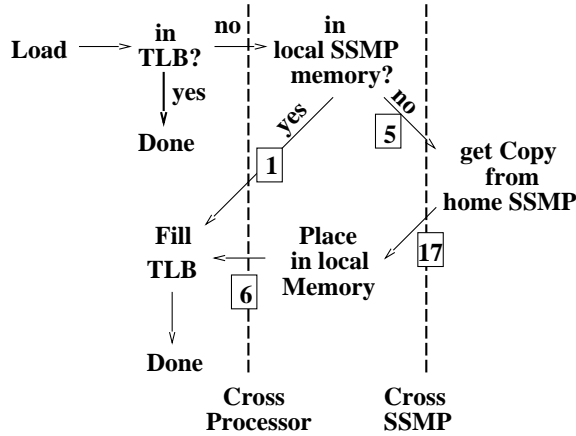 Load
in
TLB?
no
in
local SSMP
memory?
yes
Done
yes
no
1
5
get Copy
from
home SSMP
Fill
TLB
Place
in local
Memory
6
17
Done
Cross
Processor
Cross
SSMP